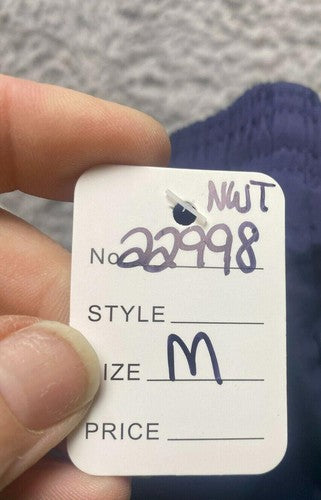 NWT
No 22998
STYLE
IZE M
PRICE